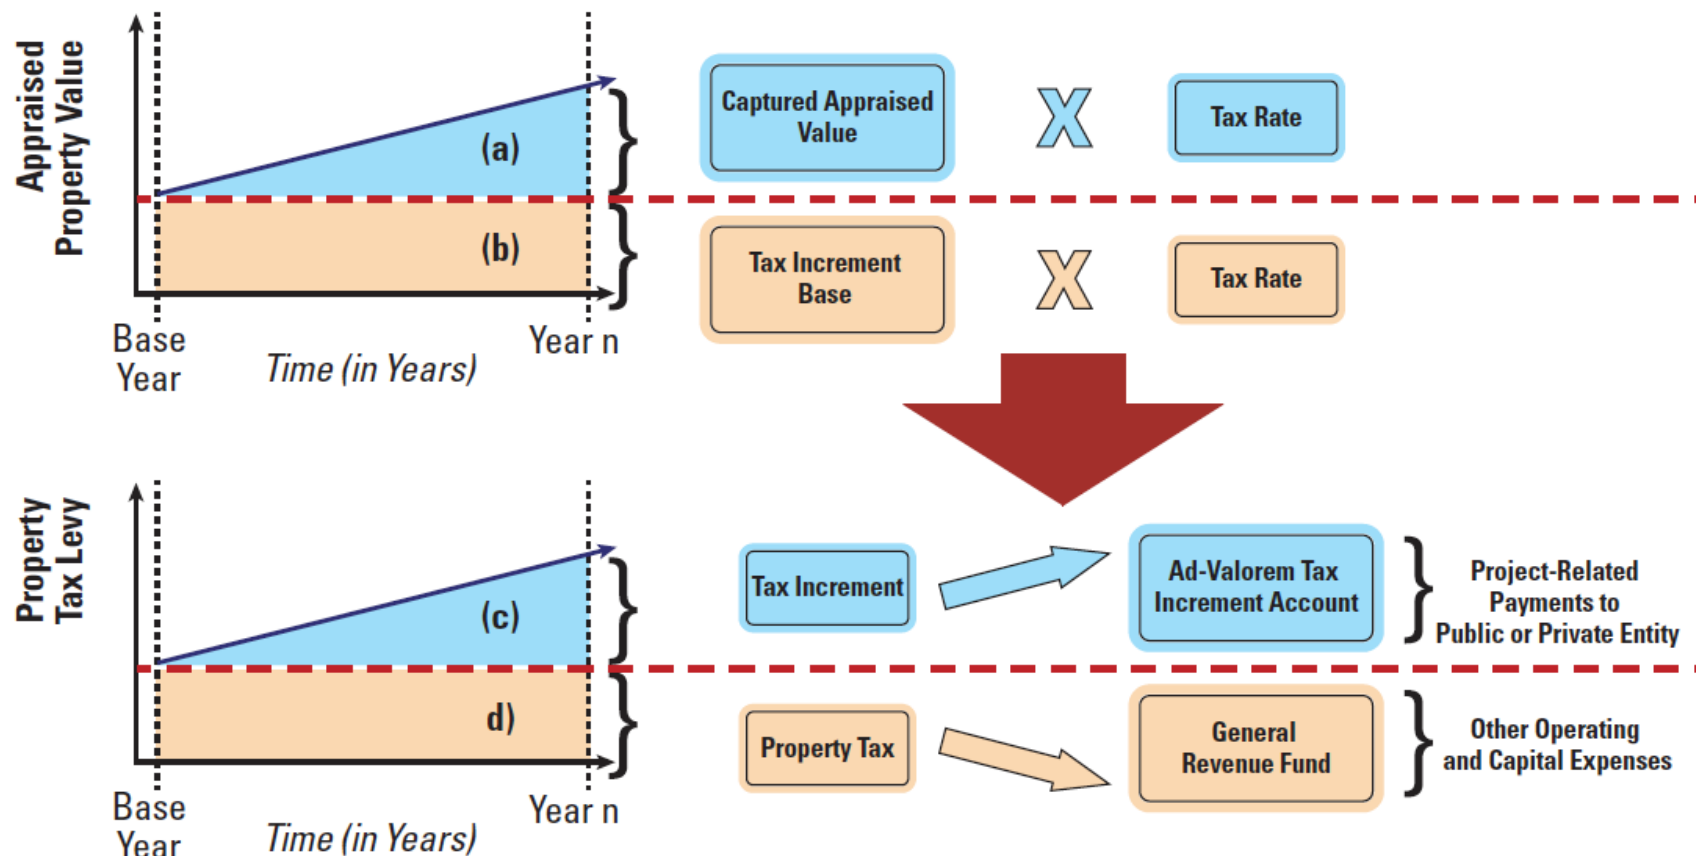 Appraised
Property Value
(a)
(b)
Base
Year
Time (in Years)
Year n
Captured Appraised
Value
X
Tax Rate
Tax Increment
Base
X
Tax Rate
Property
Tax Levy
(c)
d)
Base
Year
Time (in Years)
Year n
Tax Increment
Ad-Valorem Tax
Increment Account
Project-Related
Payments to
Public or Private Entity
Property Tax
General
Revenue Fund
Other Operating
and Capital Expenses